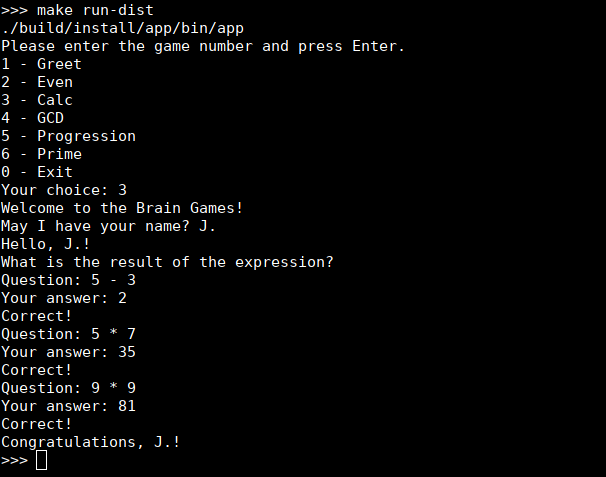 >>> make run-dist
./build/install/app/bin/app
Please enter the game number and press Enter.
1 - Greet
2 - Even
3 - Calc
4 - GCD
5 - Progression
6 - Prime
0 - Exit
Your choice: 3
Welcome to the Brain Games!
May I have your name? J.
Hello, J.!
What is the result of the expression?
Question: 5 - 3
Your answer: 2
Correct!
Question: 5 * 7
Your answer: 35
Correct!
Question: 9 * 9
Your answer: 81
Correct!
Congratulations, J.!
>>>